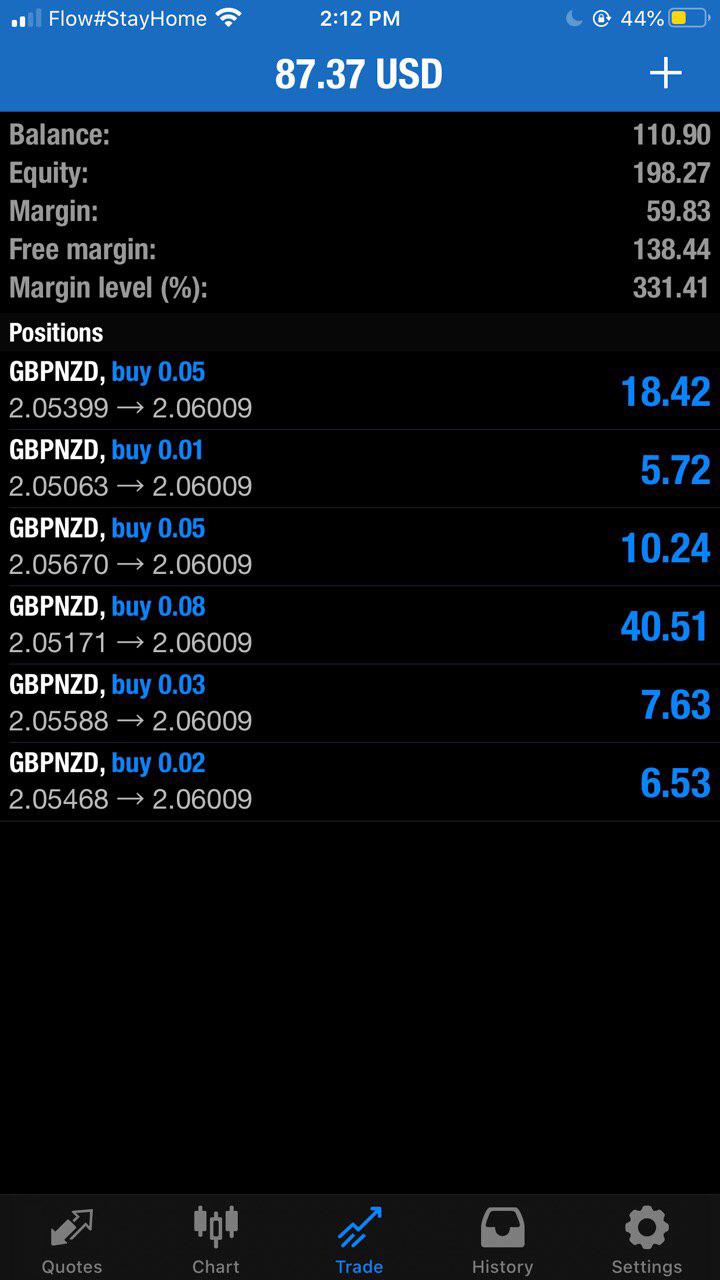 Flow#StayHome 2:12 PM 44%
87.37 USD
Balance: 110.90
Equity: 198.27
Margin: 59.83
Free margin: 138.44
Margin level (%): 331.41
Positions
GBPNZD, buy 0.05
2.05399 → 2.06009 18.42
GBPNZD, buy 0.01
2.05063 → 2.06009 5.72
GBPNZD, buy 0.05
2.05670 → 2.06009 10.24
GBPNZD, buy 0.08
2.05171 → 2.06009 40.51
GBPNZD, buy 0.03
2.05588 → 2.06009 7.63
GBPNZD, buy 0.02
2.05468 → 2.06009 6.53
Quotes Chart Trade History Settings